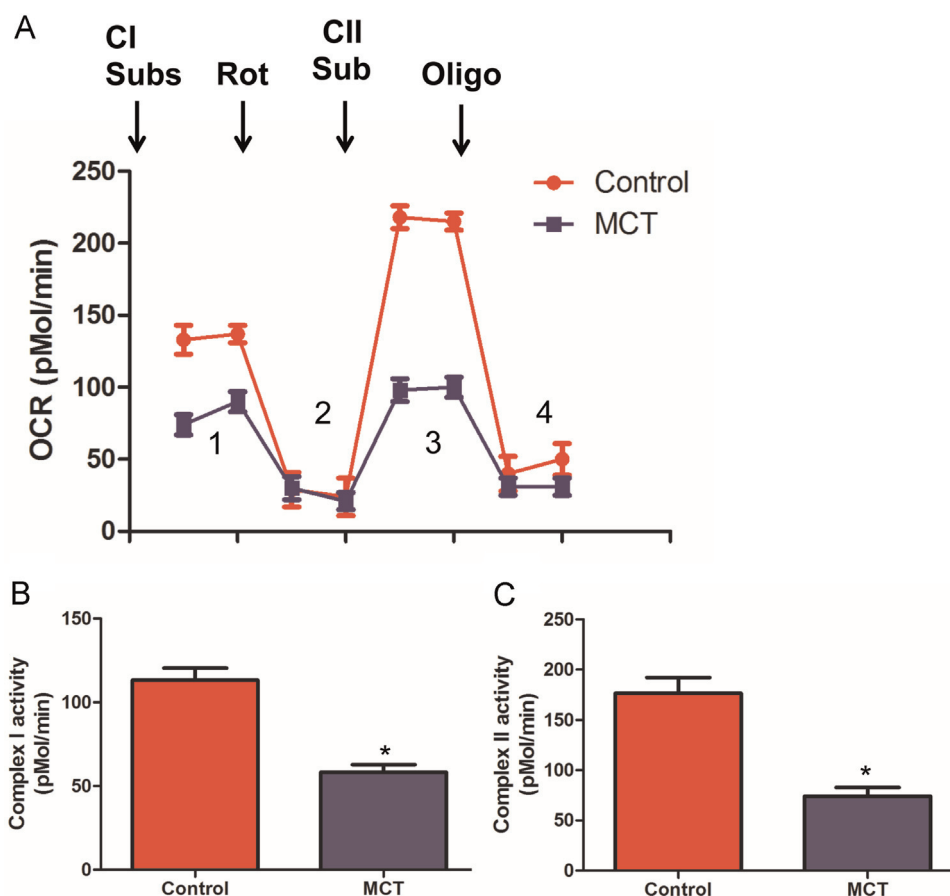 A
CI
Subs
Rot
CII
Sub
Oligo
250
200
150
100
50
0
OCR (pMol/min)
Control
MCT
1
2
3
4
B
150
100
50
0
Complex I activity
(pMol/min)
*
Control
MCT
C
250
200
150
100
50
0
Complex II activity
(pMol/min)
*
Control
MCT